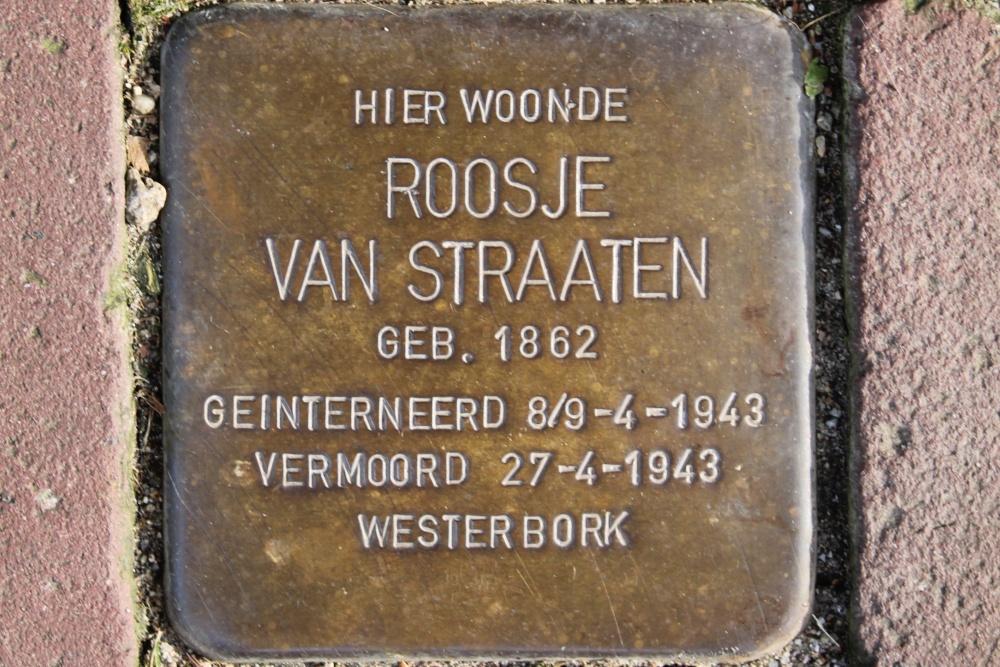 HIER WOONDE
ROOSJE
VAN STRAATEN
GEB. 1862
GEINTERNEERD 8/9-4-1943
VERMOORD 27-4-1943
WESTERBORK